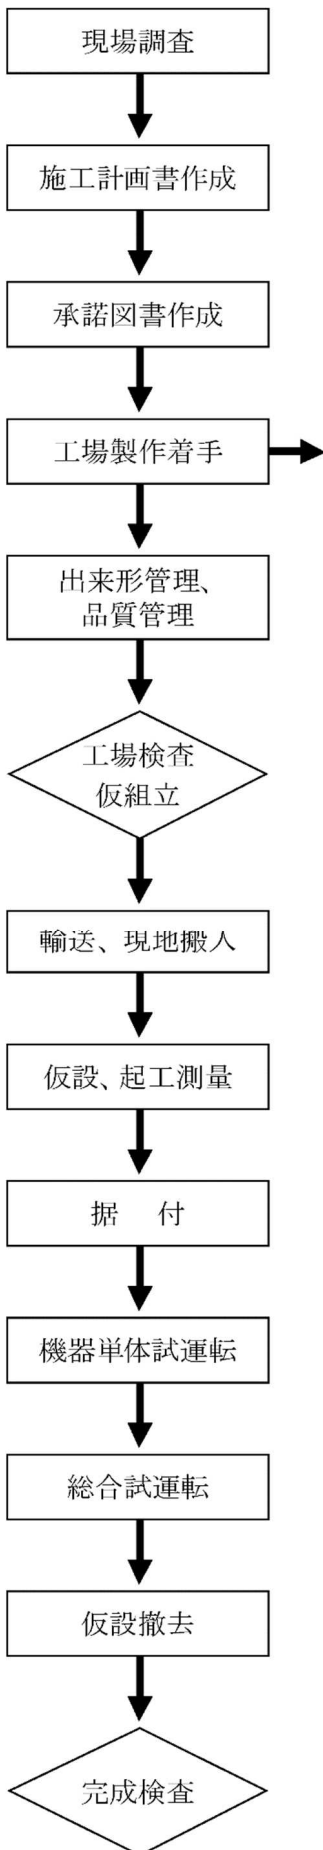 現場調査
施工計画書作成
承諾図書作成
工場製作着手
出来形管理、
品質管理
工場検査
仮組立
輸送、現地搬入
仮設、起工測量
据　付
機器単体試運転
総合試運転
仮設撤去
完成検査